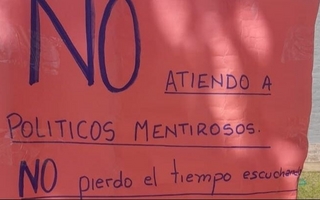 NO ATIENDO A
POLITICOS MENTIROSOS.
NO pierdo el tiempo